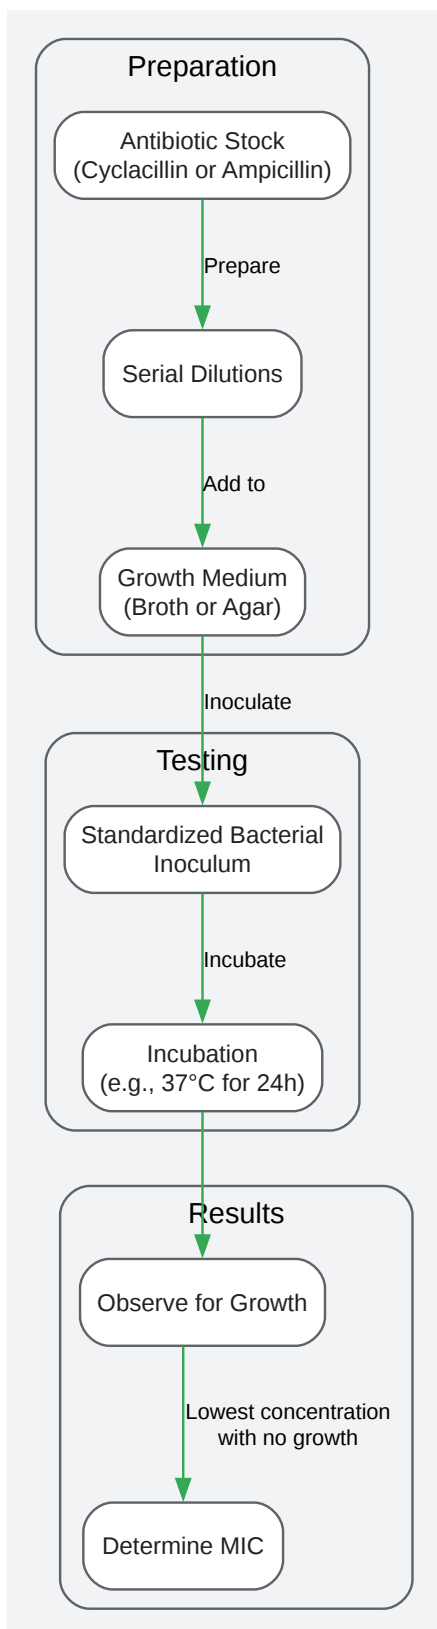 Preparation
Antibiotic Stock
(Cyclacillin or Ampicillin)
Prepare
Serial Dilutions
Add to
Growth Medium
(Broth or Agar)
Inoculate
Testing
Standardized Bacterial
Inoculum
Incubate
Incubation
(e.g., 37°C for 24h)
Results
Observe for Growth
Lowest concentration
with no growth
Determine MIC